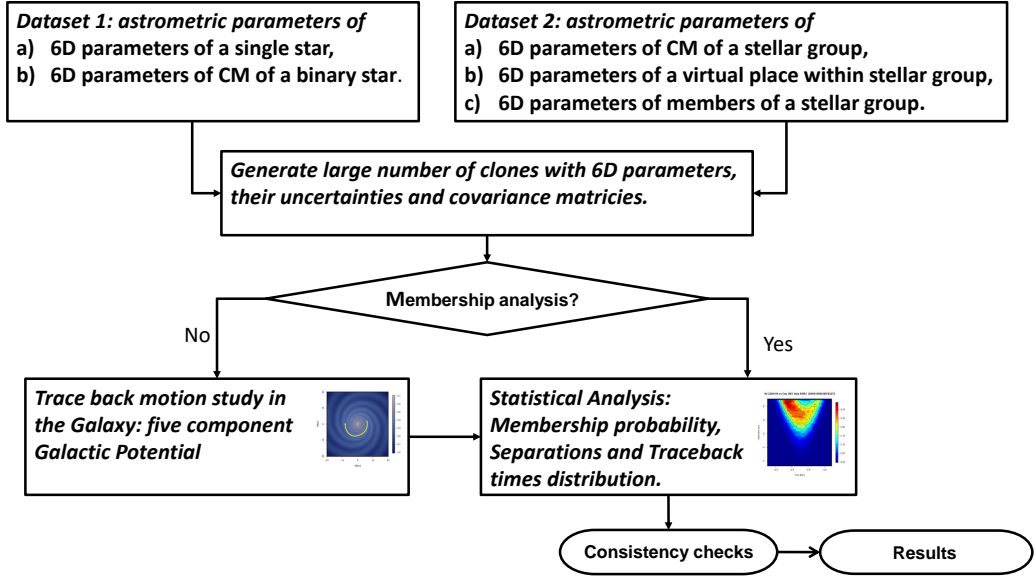 Dataset 1: astrometric parameters of
a) 6D parameters of a single star,
b) 6D parameters of CM of a binary star.
Dataset 2: astrometric parameters of
a) 6D parameters of CM of a stellar group,
b) 6D parameters of a virtual place within stellar group,
c) 6D parameters of members of a stellar group.
Generate large number of clones with 6D parameters,
their uncertainties and covariance matricies.
Membership analysis?
No
Yes
Trace back motion study in
the Galaxy: five component
Galactic Potential
Statistical Analysis:
Membership probability,
Separations and Traceback
times distribution.
Consistency checks
Results